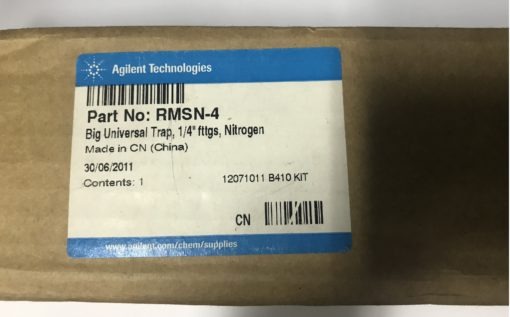 Agilent Technologies
Part No: RMSN-4
Big Universal Trap, 1/4" fttgs, Nitrogen
Made in CN (China)
30/06/2011
Contents: 1
12071011 B410 KIT
CN
www.agilent.com/chem/supplies